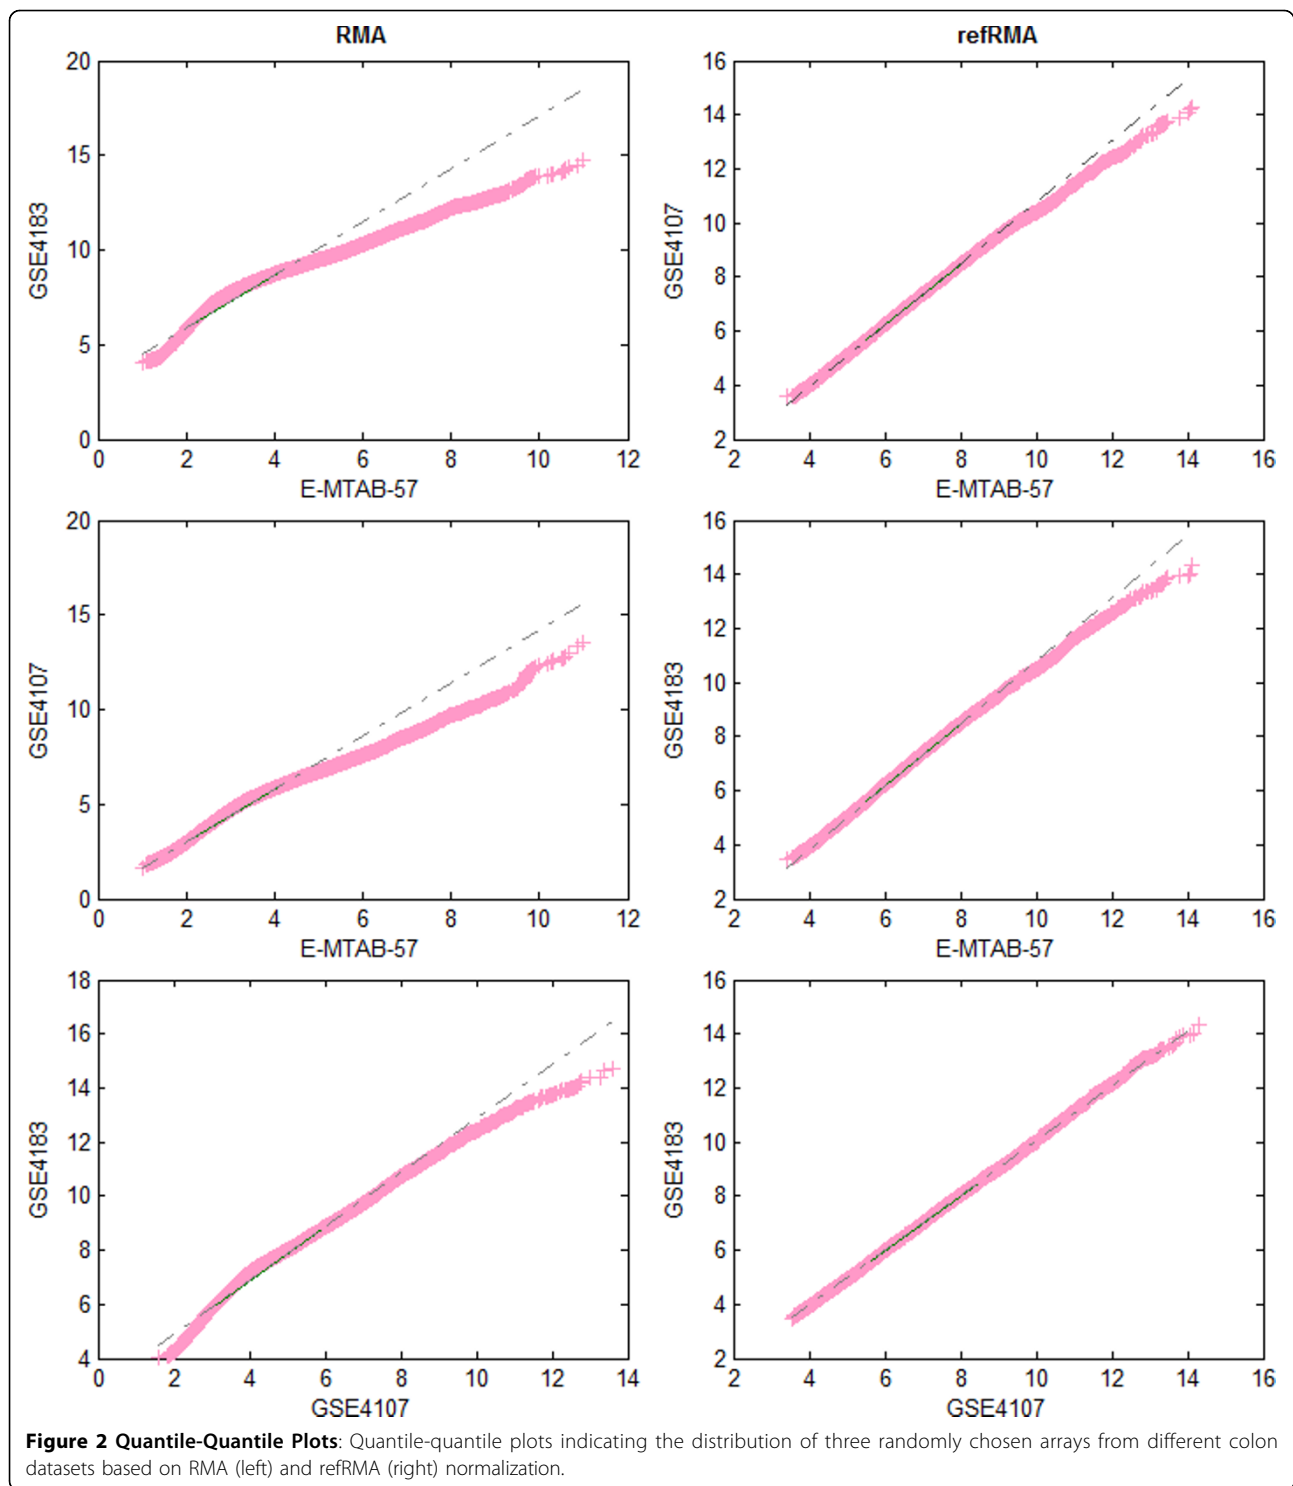 RMA
20
15
10
5
0
GSE4183
0 2 4 6 8 10 12
E-MTAB-57
refRMA
16
14
12
10
8
6
4
2
GSE4107
2 4 6 8 10 12 14 16
E-MTAB-57
20
15
10
5
0
GSE4107
0 2 4 6 8 10 12
E-MTAB-57
16
14
12
10
8
6
4
2
GSE4183
2 4 6 8 10 12 14 16
E-MTAB-57
18
16
14
12
10
8
6
4
GSE4183
0 2 4 6 8 10 12 14
GSE4107
16
14
12
10
8
6
4
2
GSE4183
2 4 6 8 10 12 14 16
GSE4107
Figure 2 Quantile-Quantile Plots: Quantile-quantile plots indicating the distribution of three randomly chosen arrays from different colon
datasets based on RMA (left) and refRMA (right) normalization.